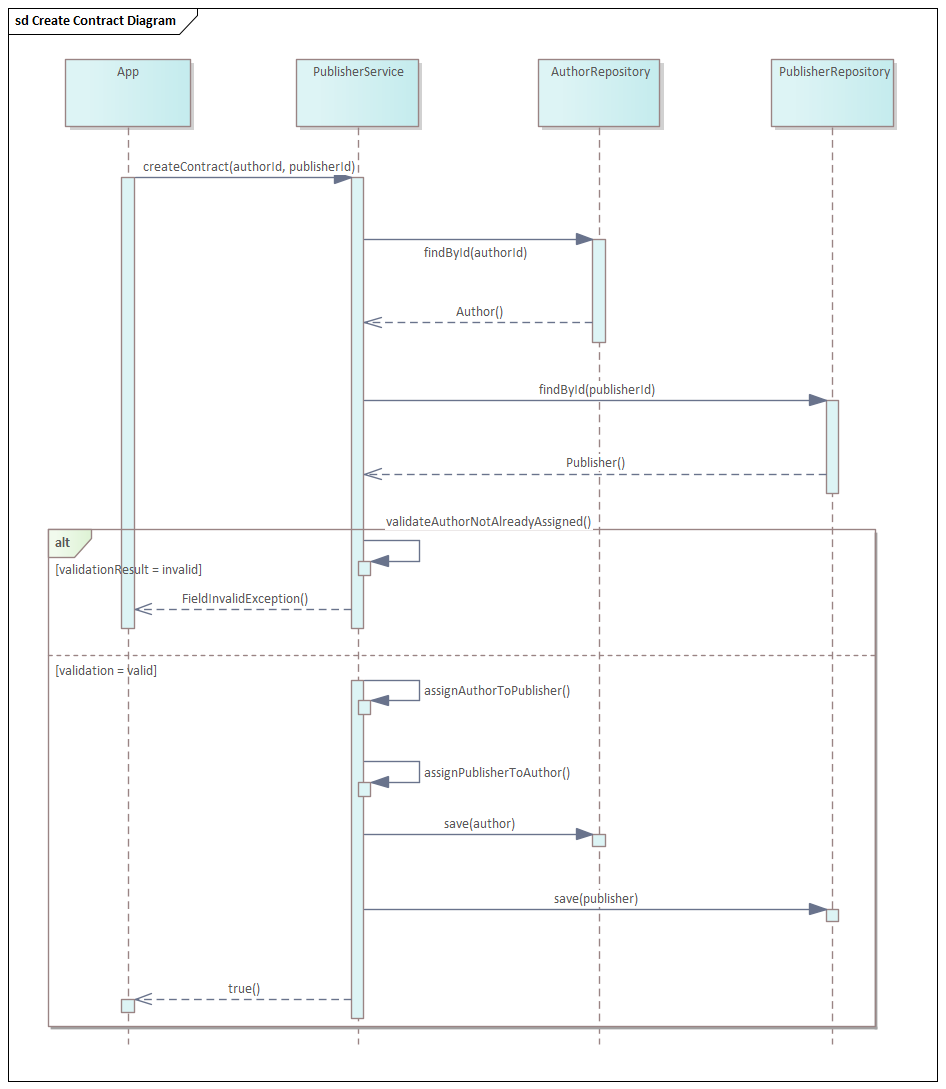 sd Create Contract Diagram
App
PublisherService
AuthorRepository
PublisherRepository
createContract(authorId, publisherId)
findById(authorId)
Author()
findById(publisherId)
Publisher()
validateAuthorNotAlreadyAssigned()
alt
[validationResult = invalid]
FieldInvalidException()
[validation = valid]
assignAuthorToPublisher()
assignPublisherToAuthor()
save(author)
save(publisher)
true()